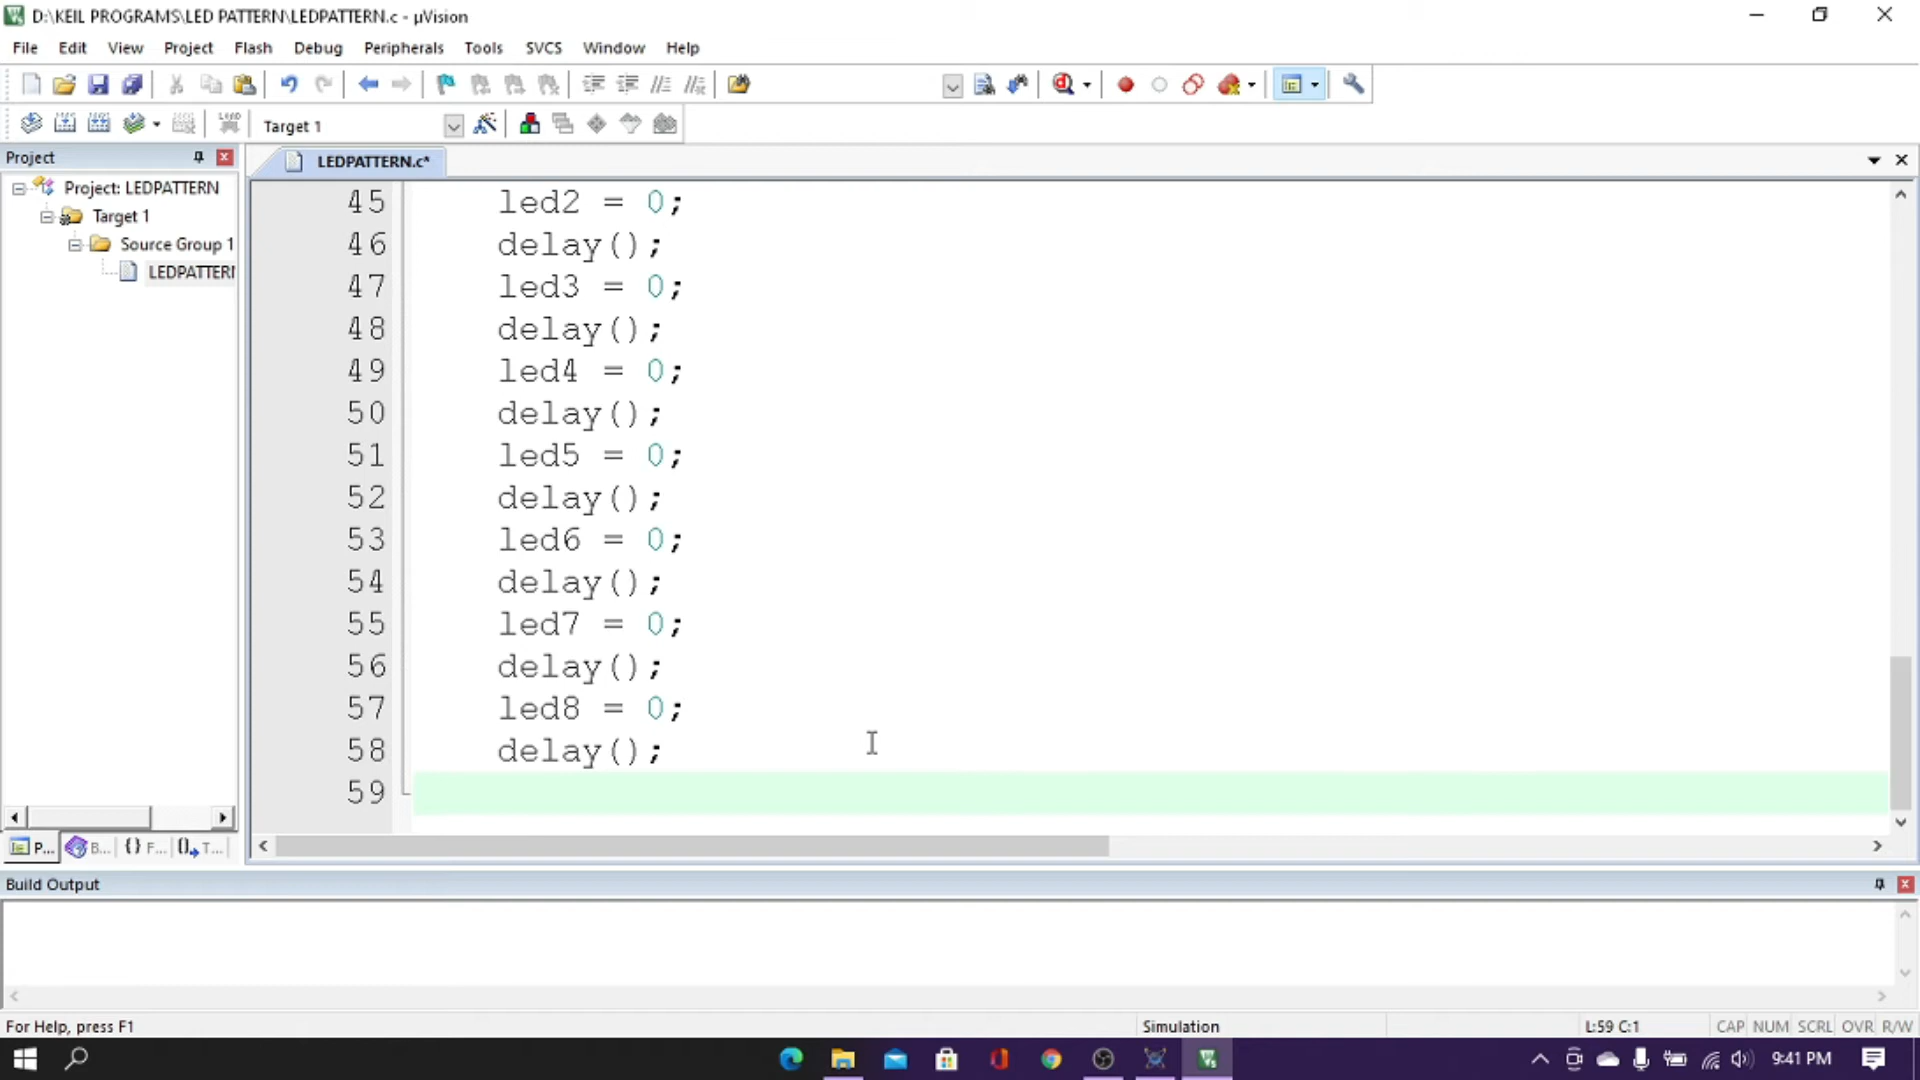 D:\KEIL PROGRAMS\LED PATTERN\LEDPATTERN.c - µVision
File Edit View Project Flash Debug Peripherals Tools SVCS Window Help
Target 1
Project
LEDPATTERN.c*
Project: LEDPATTERN
Target 1
Source Group 1
LEDPATTERN
45 led2 = 0;
46 delay();
47 led3 = 0;
48 delay();
49 led4 = 0;
50 delay();
51 led5 = 0;
52 delay();
53 led6 = 0;
54 delay();
55 led7 = 0;
56 delay();
57 led8 = 0;
58 delay();
59
P... B... {} F... T...
Build Output
For Help, press F1 Simulation L:59 C:1 CAP NUM SCRL OVR R/W
9:41 PM